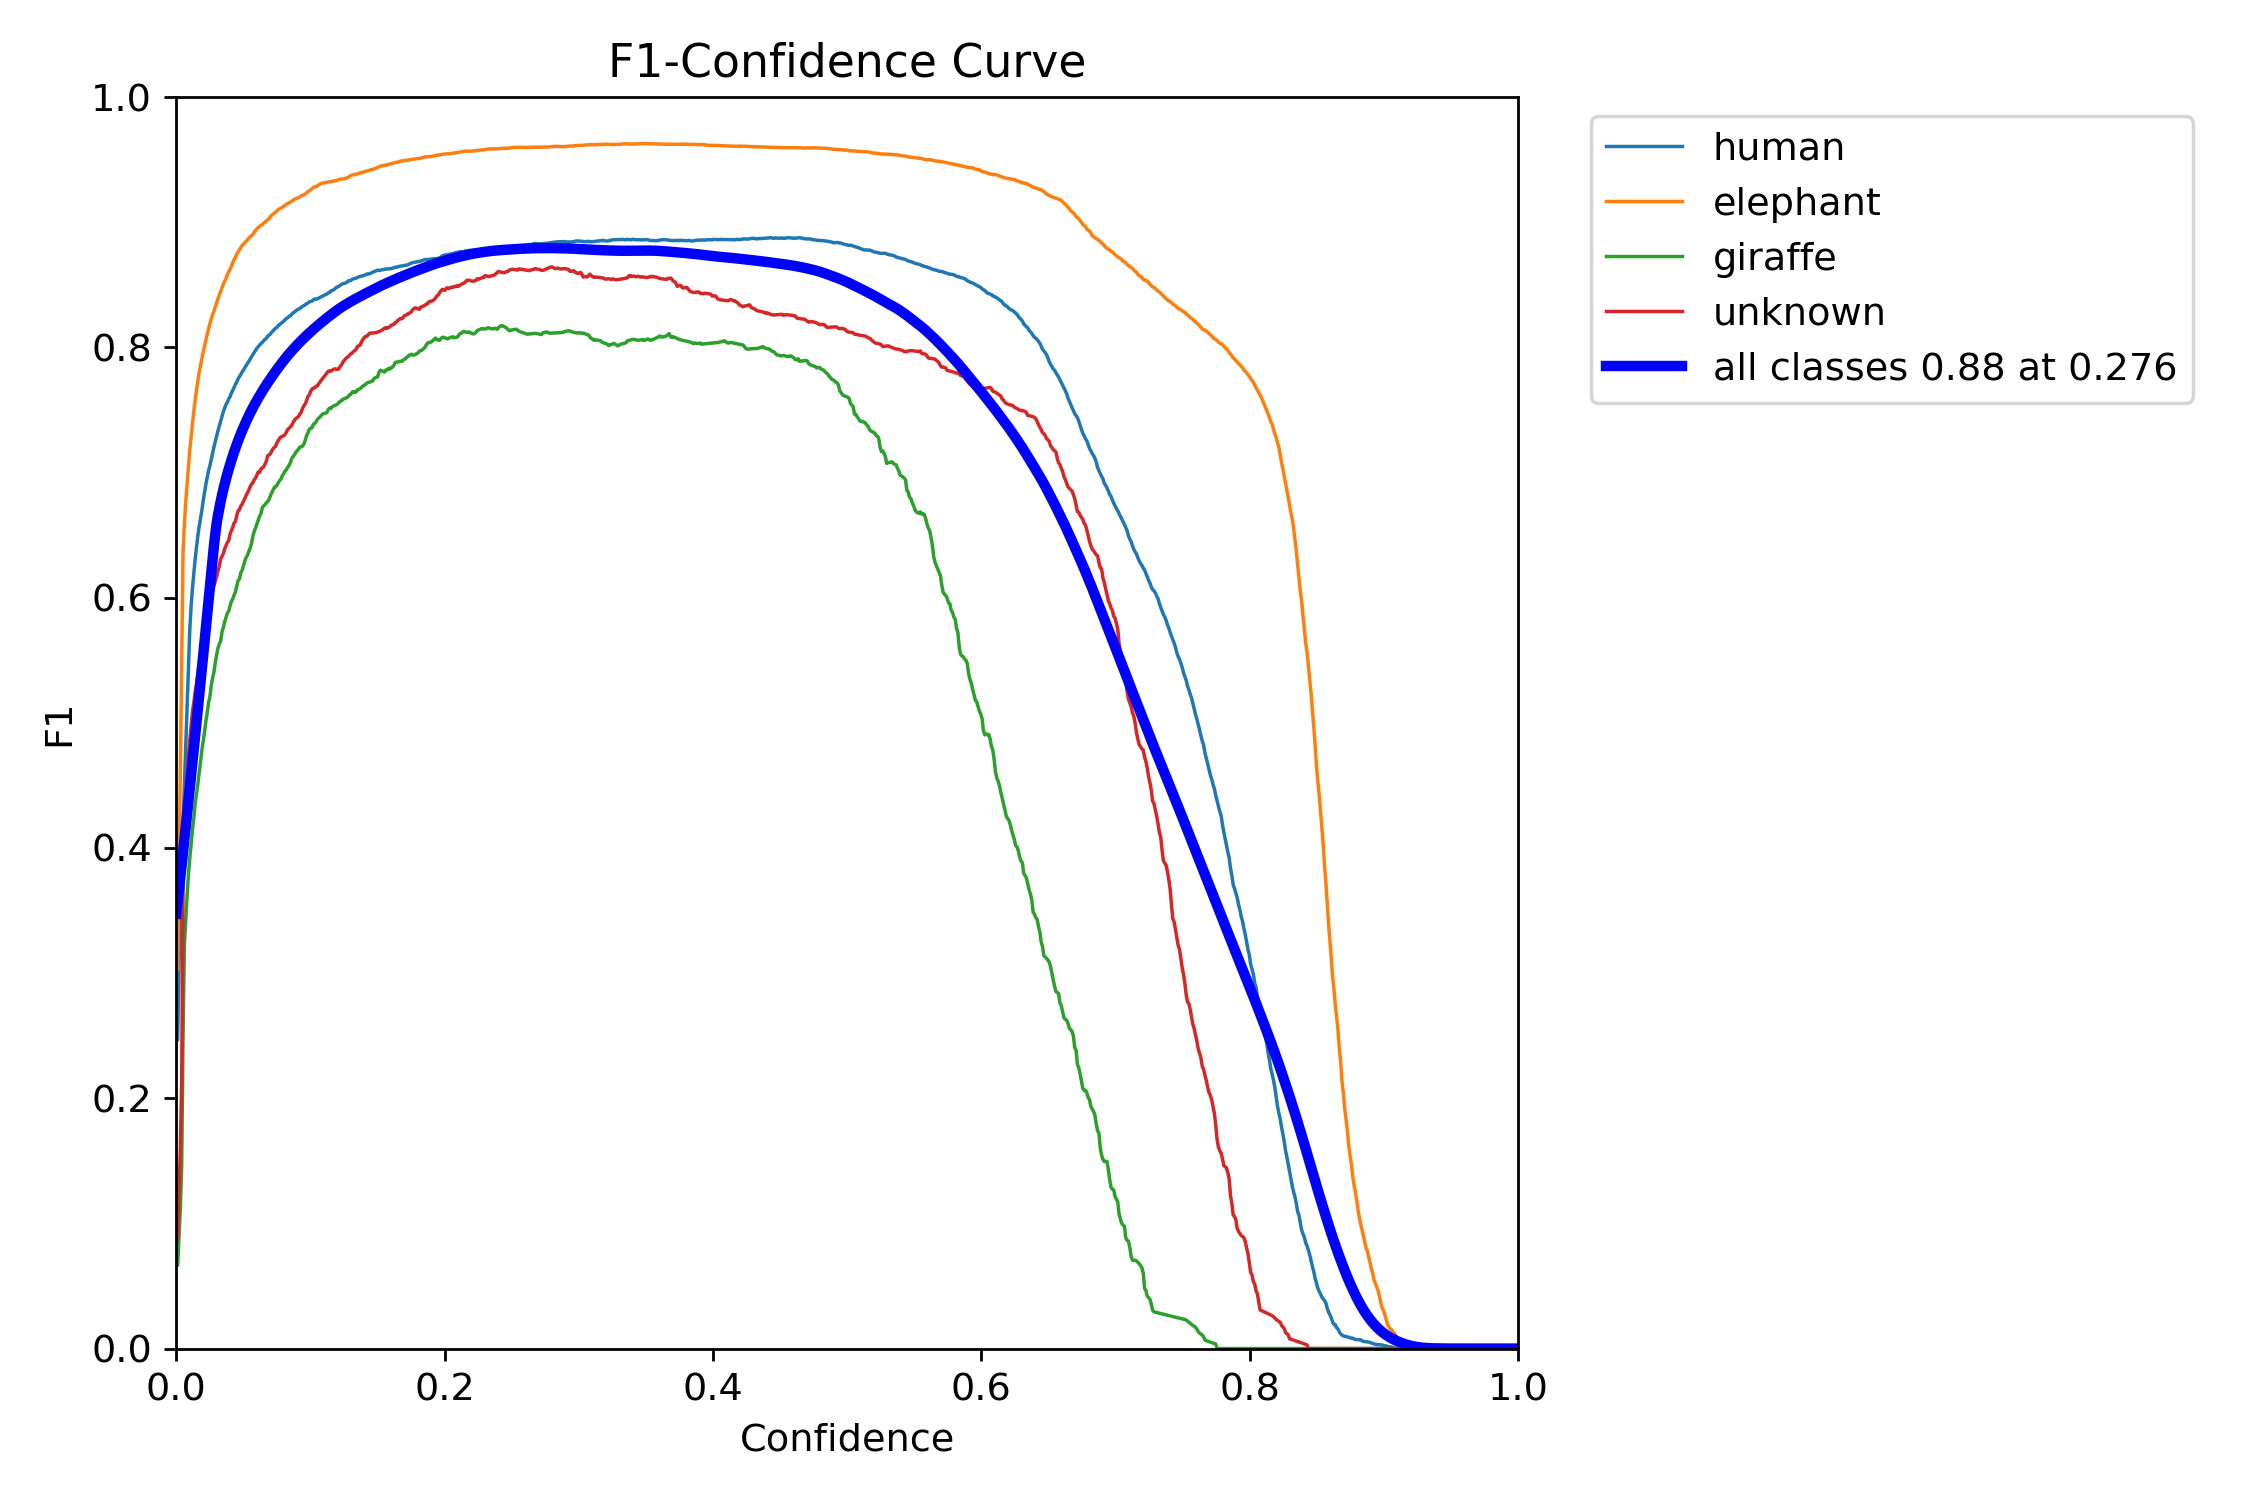 F1-Confidence Curve
1.0
0.8
0.6
0.4
0.2
0.0
F1
0.0 0.2 0.4 0.6 0.8 1.0
Confidence
human
elephant
giraffe
unknown
all classes 0.88 at 0.276